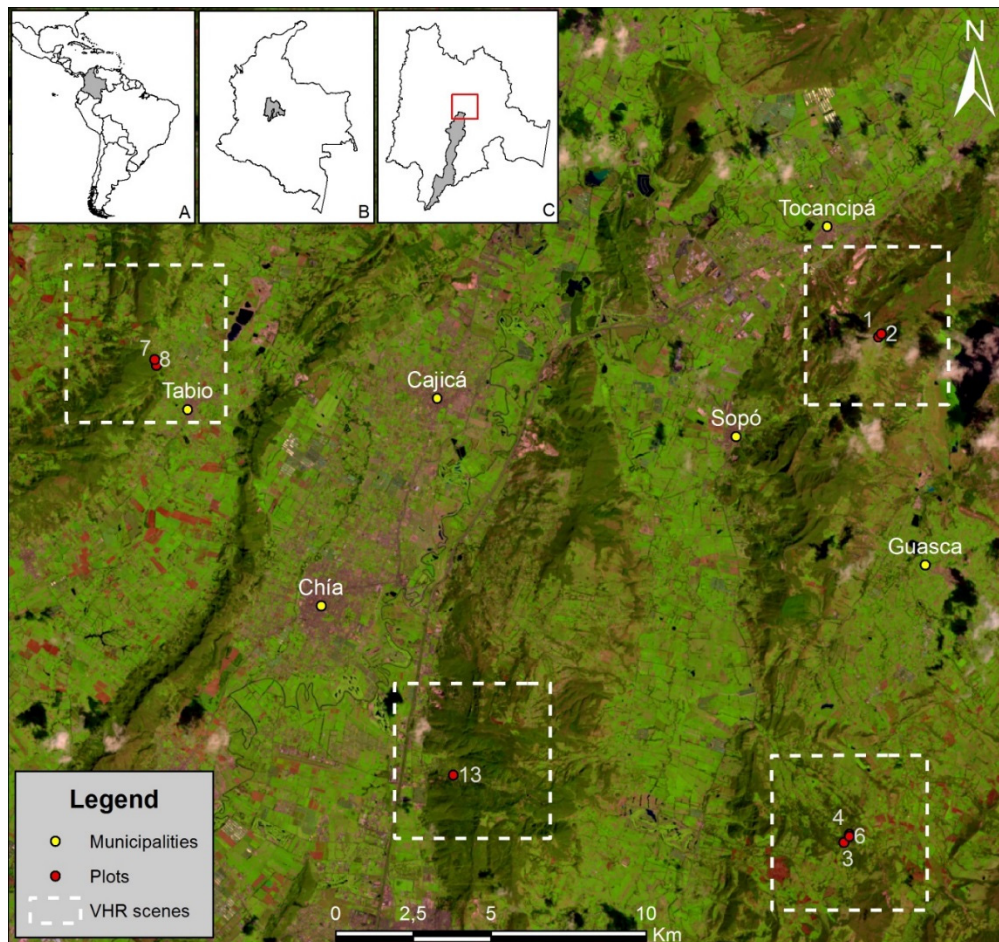 A
B
C
N
Tocancipá
1
2
7
8
Tabio
Cajicá
Sopó
Guasca
Chía
13
4
6
3
Legend
Municipalities
Plots
VHR scenes
0 2,5 5 10
Km